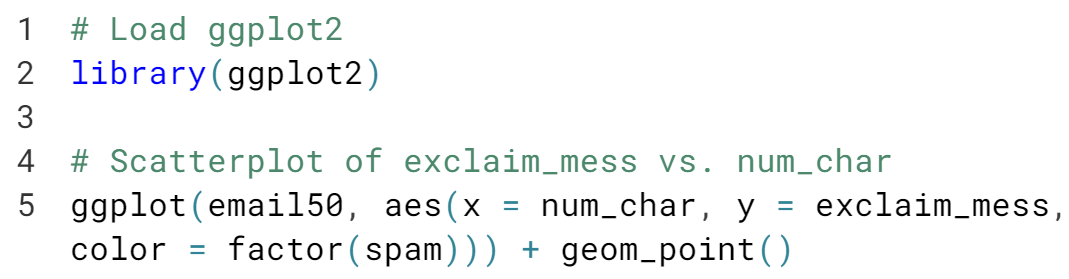 1 # Load ggplot2
2 library(ggplot2)
3
4 # Scatterplot of exclaim_mess vs. num_char
5 ggplot(email50, aes(x = num_char, y = exclaim_mess,
color = factor(spam))) + geom_point()